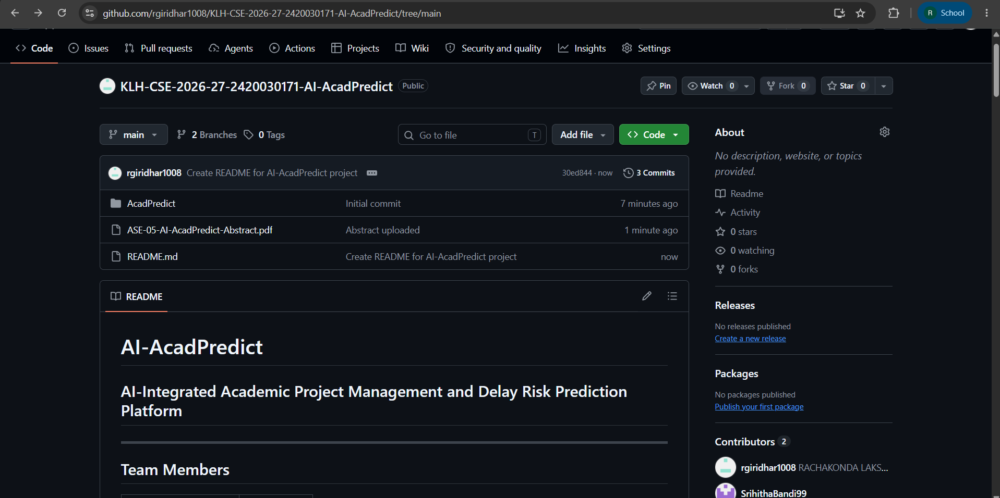 github.com/rgiridhar1008/KLH-CSE-2026-27-2420030171-AI-AcadPredict/tree/main
R School
Code Issues Pull requests Agents Actions Projects Wiki Security and quality Insights Settings
KLH-CSE-2026-27-2420030171-AI-AcadPredict Public
Pin Watch 0 Fork 0 Star 0
main 2 Branches 0 Tags Go to file T Add file Code
rgiridhar1008 Create README for AI-AcadPredict project 30ed844 · now 3 Commits
AcadPredict Initial commit 7 minutes ago
ASE-05-AI-AcadPredict-Abstract.pdf Abstract uploaded 1 minute ago
README.md Create README for AI-AcadPredict project now
README
AI-AcadPredict
AI-Integrated Academic Project Management and Delay Risk Prediction
Platform
Team Members
About
No description, website, or topics
provided.
Readme
Activity
0 stars
0 watching
0 forks
Releases
No releases published
Create a new release
Packages
No packages published
Publish your first package
Contributors 2
rgiridhar1008 RACHAKONDA LAKS...
SrihithaBandi99